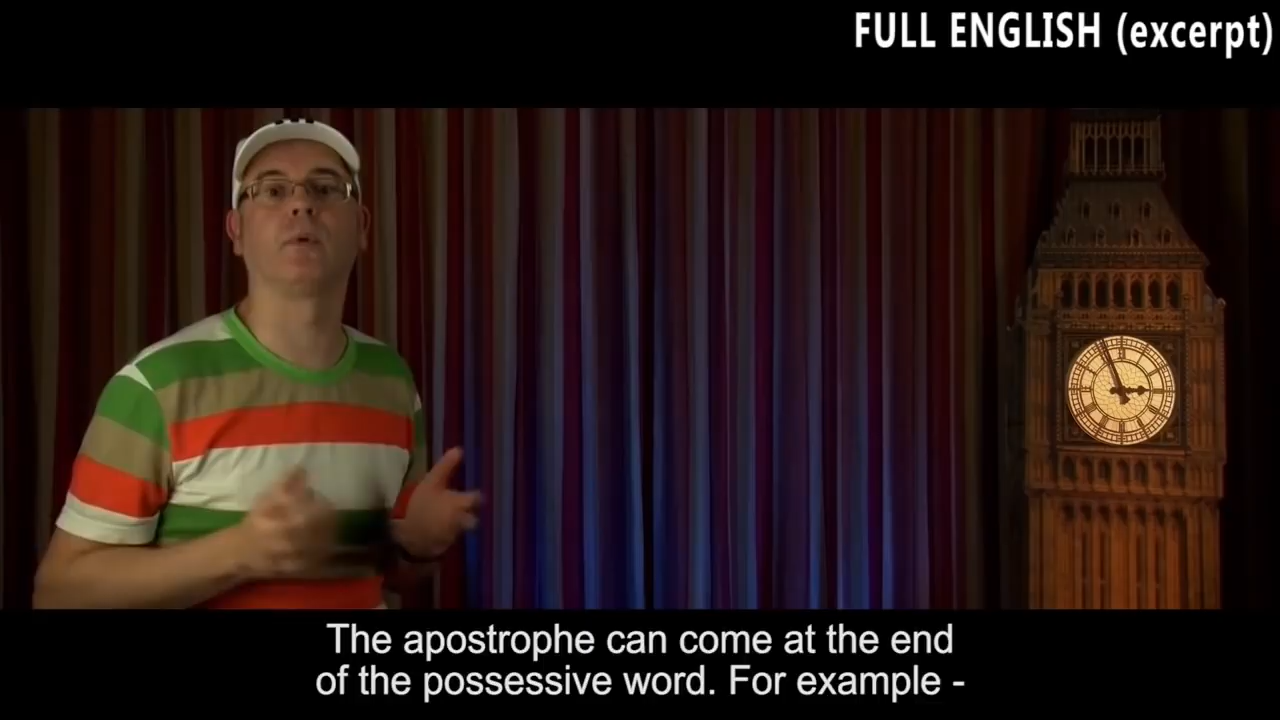 FULL ENGLISH (excerpt)
The apostrophe can come at the end
of the possessive word. For example -